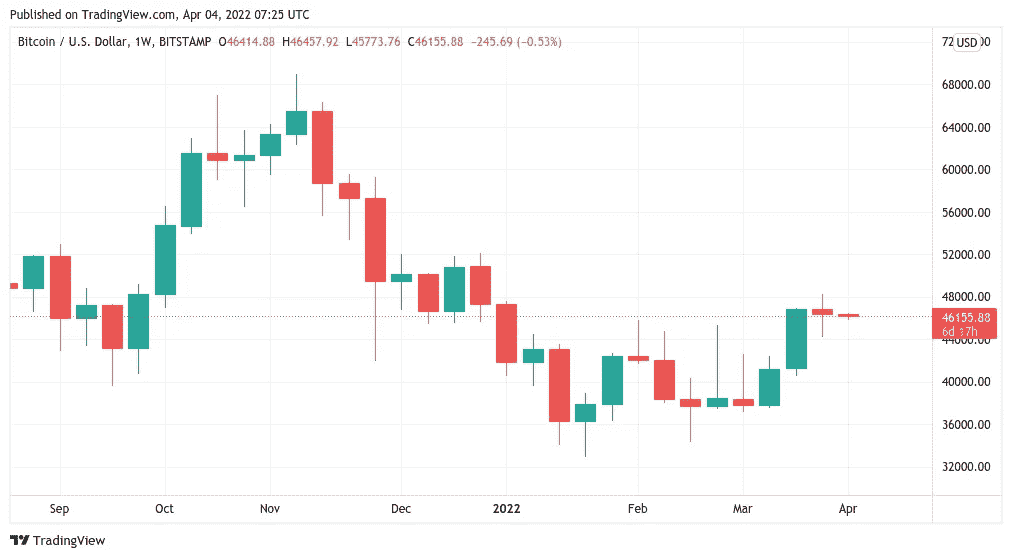 Published on TradingView.com, Apr 04, 2022 07:25 UTC
Bitcoin / U.S. Dollar, 1W, BITSTAMP O46414.88 H46457.92 L45773.76 C46155.88 −245.69 (−0.53%)
USD
68000.00
64000.00
60000.00
56000.00
52000.00
48000.00
46155.88
6d 17h
44000.00
40000.00
36000.00
32000.00
Sep Oct Nov Dec 2022 Feb Mar Apr
TradingView